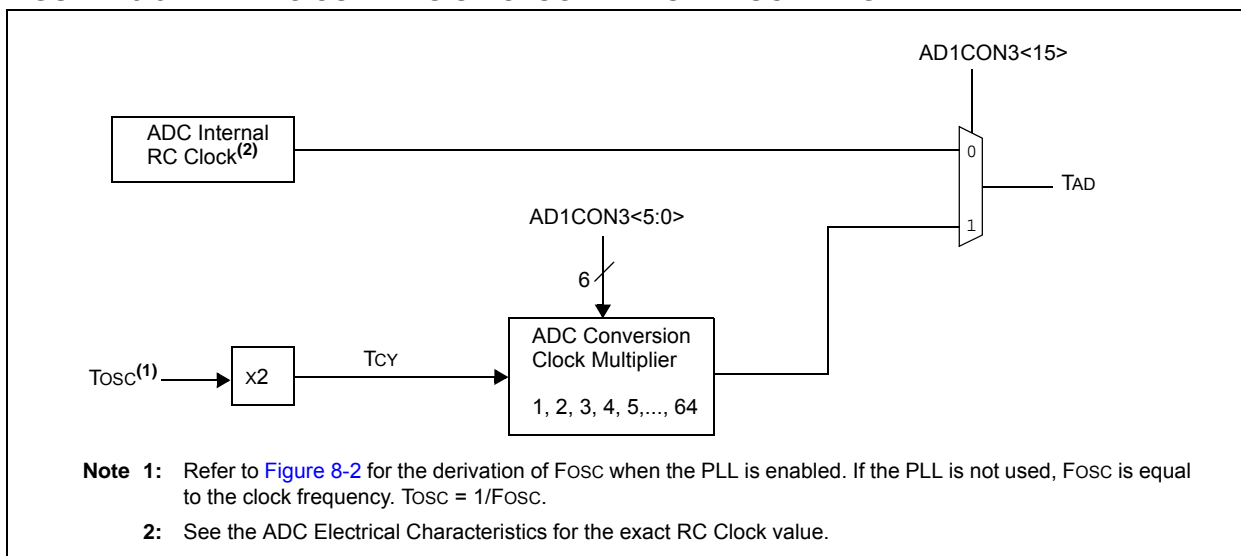 AD1CON3<15>
ADC Internal
RC Clock(2)
0
TAD
AD1CON3<5:0>
1
6
ADC Conversion
Clock Multiplier
TOSC(1)
X2
TCY
1, 2, 3, 4, 5,..., 64
Note 1: Refer to Figure 8-2 for the derivation of FOSC when the PLL is enabled. If the PLL is not used, FOSC is equal
to the clock frequency. TOSC = 1/FOSC.
2: See the ADC Electrical Characteristics for the exact RC Clock value.